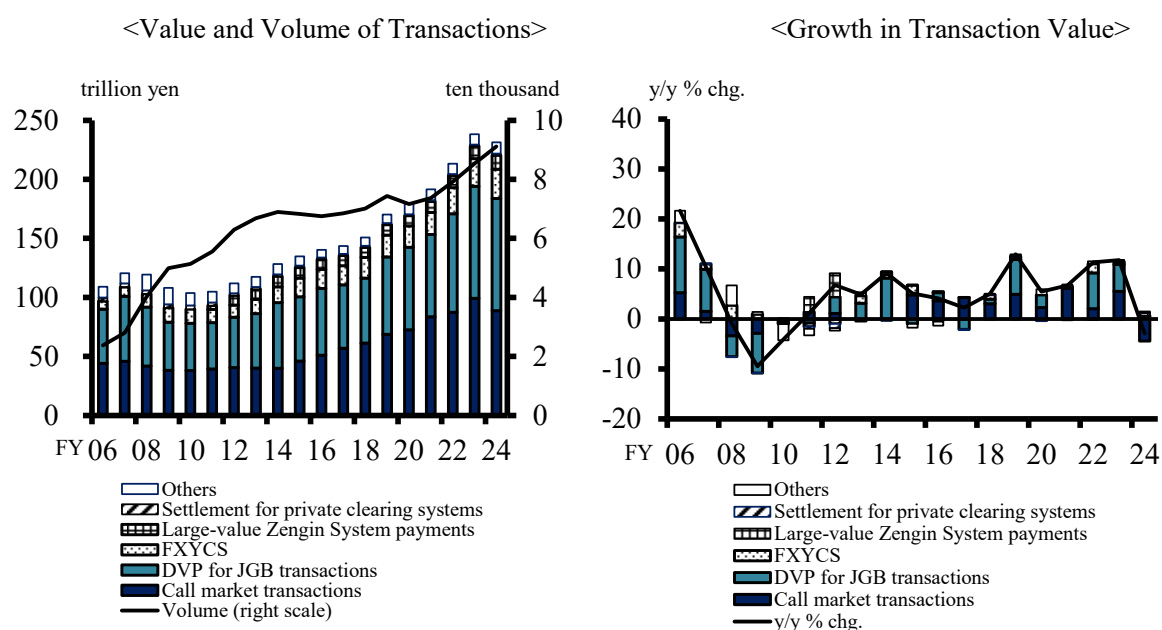 <Value and Volume of Transactions>
trillion yen
ten thousand
250
200
150
100
50
0
10
8
6
4
2
0
FY 06 08 10 12 14 16 18 20 22 24
Others
Settlement for private clearing systems
Large-value Zengin System payments
FXYCS
DVP for JGB transactions
Call market transactions
Volume (right scale)
<Growth in Transaction Value>
y/y % chg.
40
30
20
10
0
-10
-20
FY 06 08 10 12 14 16 18 20 22 24
Others
Settlement for private clearing systems
Large-value Zengin System payments
FXYCS
DVP for JGB transactions
Call market transactions
y/y % chg.